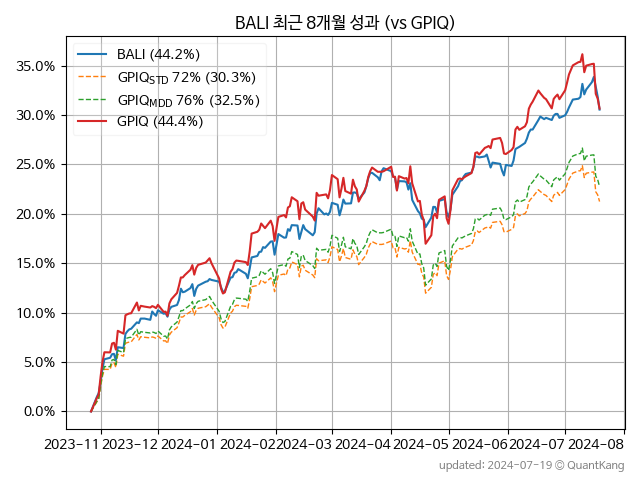 BALI 최근 8개월 성과 (vs GPIQ)
BALI (44.2%)
GPIQSTD 72% (30.3%)
GPIQMDD 76% (32.5%)
GPIQ (44.4%)
35.0%
30.0%
25.0%
20.0%
15.0%
10.0%
5.0%
0.0%
2023-11 2023-12 2024-01 2024-02 2024-03 2024-04 2024-05 2024-06 2024-07 2024-08
updated: 2024-07-19 © QuantKang